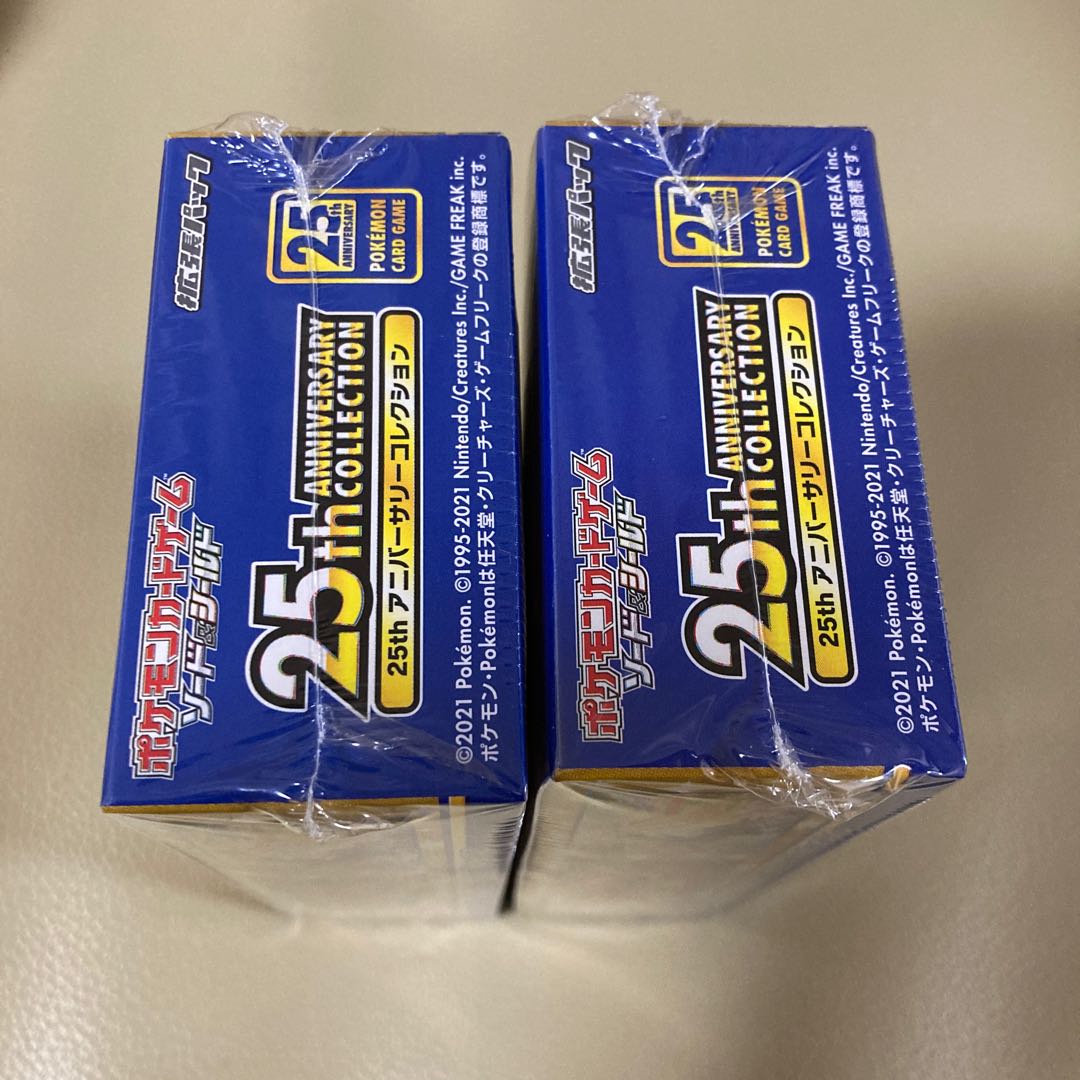 ポケモンカードゲーム
ソード&シールド
拡張パック
25th ANNIVERSARY
COLLECTION
25th アニバーサリーコレクション
25th
ANNIVERSARY
POKÉMON
CARD GAME
©2021 Pokémon. ©1995-2021 Nintendo/Creatures Inc./GAME FREAK inc.
ポケモン・Pokémonは任天堂・クリーチャーズ・ゲームフリークの登録商標です。
ポケモンカードゲーム
ソード&シールド
拡張パック
25th ANNIVERSARY
COLLECTION
25th アニバーサリーコレクション
25th
ANNIVERSARY
POKÉMON
CARD GAME
©2021 Pokémon. ©1995-2021 Nintendo/Creatures Inc./GAME FREAK inc.
ポケモン・Pokémonは任天堂・クリーチャーズ・ゲームフリークの登録商標です。